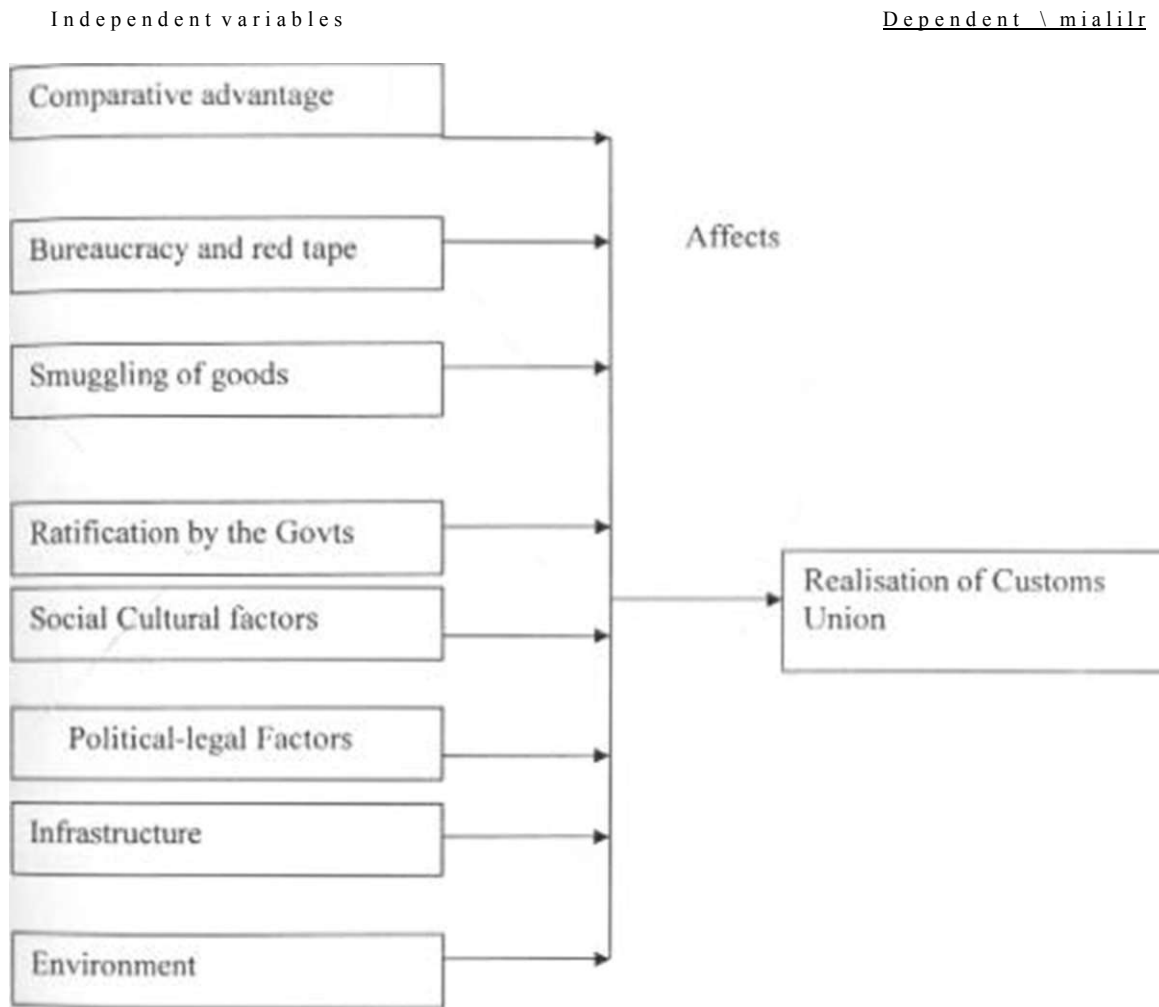 Independent variables
Dependent \ mialilr
Comparative advantage
Bureaucracy and red tape
Affects
Smuggling of goods
Ratification by the Govts
Realisation of Customs
Union
Social Cultural factors
Political-legal Factors
Infrastructure
Environment